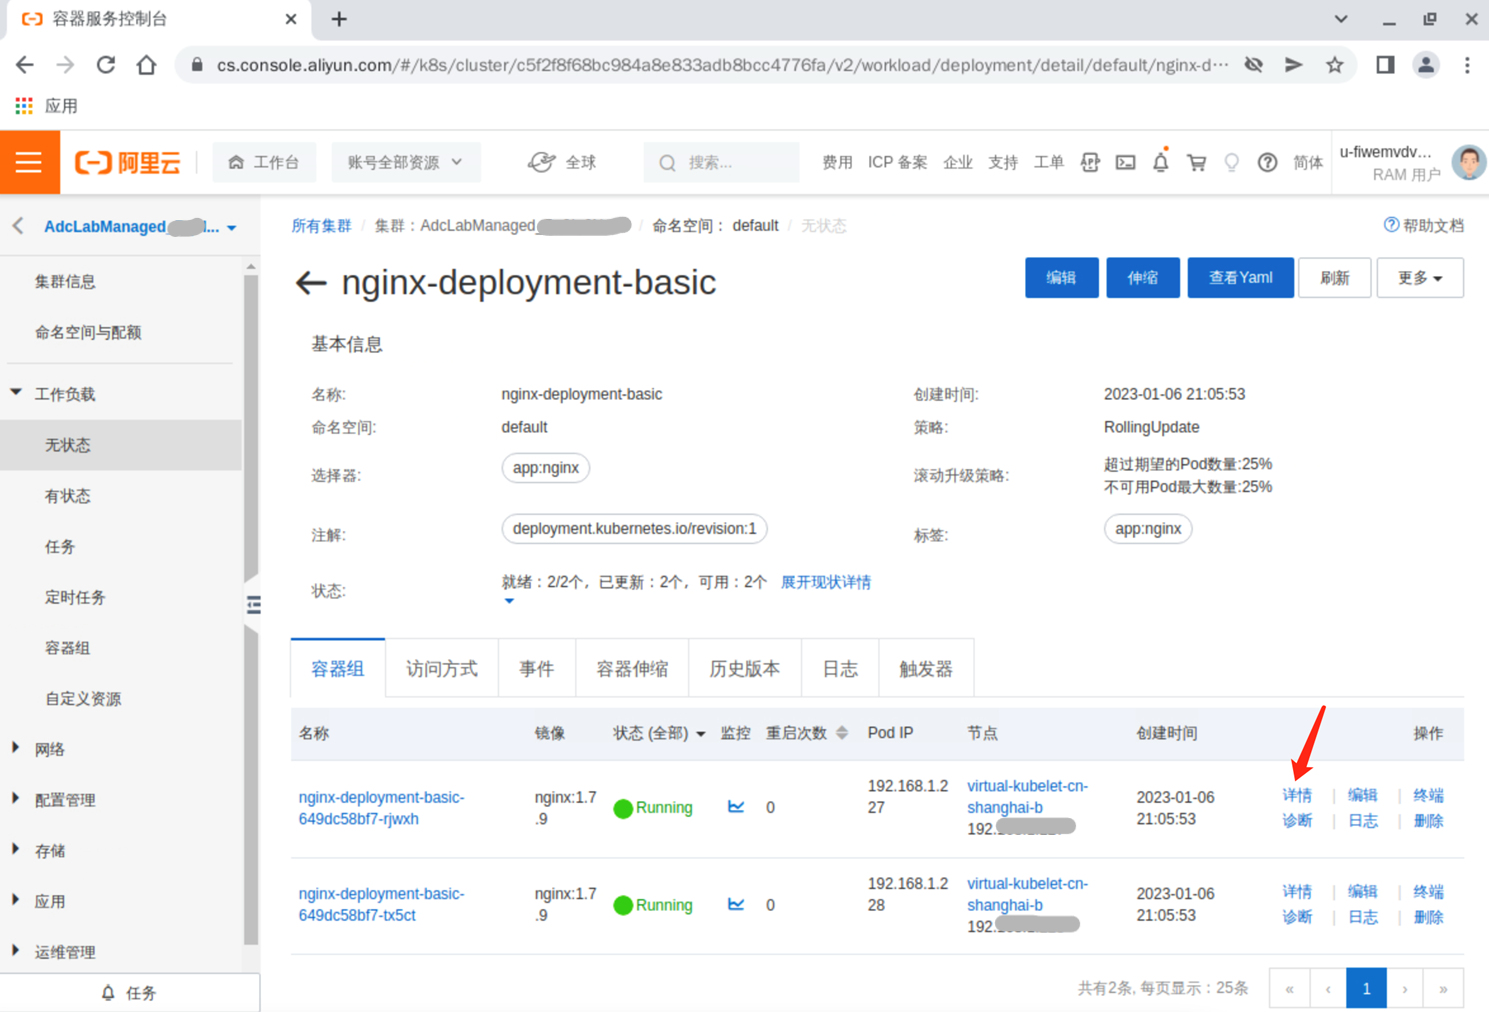 容器服务控制台
cs.console.aliyun.com/#/k8s/cluster/c5f2f8f68bc984a8e833adb8bcc4776fa/v2/workload/deployment/detail/default/nginx-d…
应用
阿里云
工作台
账号全部资源
全球
搜索...
费用
ICP 备案
企业
支持
工单
简体
u-fiwemvdv...
RAM 用户
AdcLabManaged
...
所有集群 / 集群：AdcLabManaged_ / 命名空间： default / 无状态
帮助文档
集群信息
命名空间与配额
工作负载
无状态
有状态
任务
定时任务
容器组
自定义资源
网络
配置管理
存储
应用
运维管理
任务
nginx-deployment-basic
编辑
伸缩
查看Yaml
刷新
更多
基本信息
名称:
nginx-deployment-basic
创建时间:
2023-01-06 21:05:53
命名空间:
default
策略:
RollingUpdate
选择器:
app:nginx
滚动升级策略:
超过期望的Pod数量:25%
不可用Pod最大数量:25%
注解:
deployment.kubernetes.io/revision:1
标签:
app:nginx
状态:
就绪：2/2个，已更新：2个，可用：2个 展开现状详情
容器组
访问方式
事件
容器伸缩
历史版本
日志
触发器
名称
镜像
状态 (全部)
监控
重启次数
Pod IP
节点
创建时间
操作
nginx-deployment-basic-
649dc58bf7-rjwxh
nginx:1.7
.9
Running
0
192.168.1.2
27
virtual-kubelet-cn-
shanghai-b
192.
2023-01-06
21:05:53
详情 | 编辑 | 终端
诊断 | 日志 | 删除
nginx-deployment-basic-
649dc58bf7-tx5ct
nginx:1.7
.9
Running
0
192.168.1.2
28
virtual-kubelet-cn-
shanghai-b
192.
2023-01-06
21:05:53
详情 | 编辑 | 终端
诊断 | 日志 | 删除
共有2条, 每页显示：25条
« ‹ 1 › »